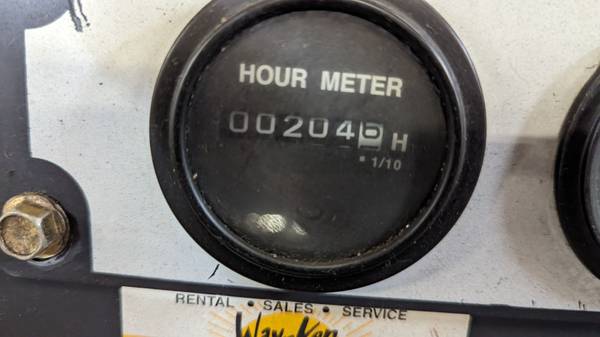 HOUR METER
00204
H
1/10
RENTAL • SALES • SERVICE